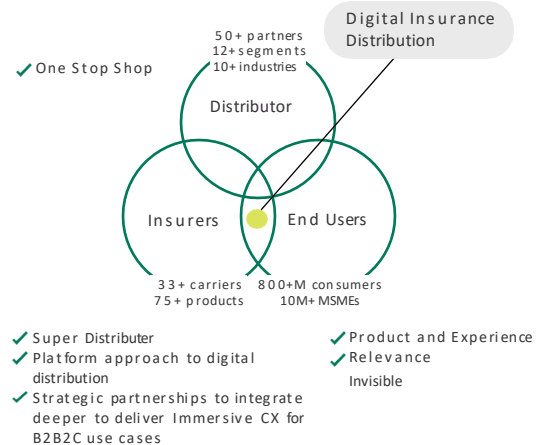 Digital Insurance
Distribution
50+ partners
12+ segments
10+ industries
One Stop Shop
Distributor
Insurers
End Users
33+ carriers
75+ products
800+M consumers
10M+ MSMEs
Super Distributer
Platform approach to digital
distribution
Strategic partnerships to integrate
deeper to deliver Immersive CX for
B2B2C use cases
Product and Experience
Relevance
Invisible